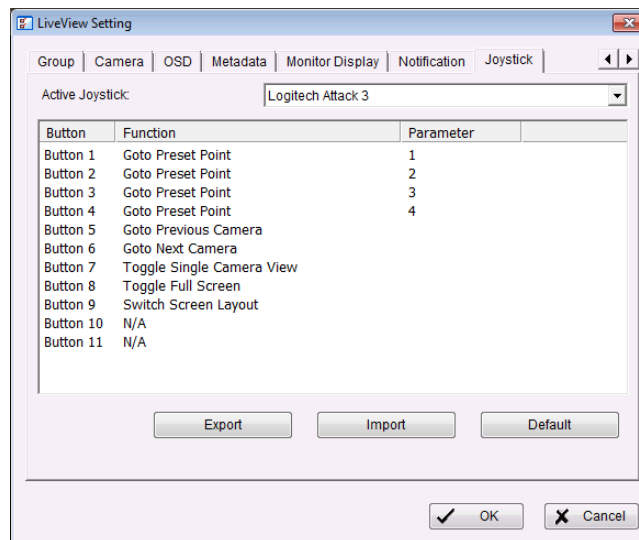 LiveView Setting
Group Camera OSD Metadata Monitor Display Notification Joystick
Active Joystick: Logitech Attack 3
Button Function Parameter
Button 1 Goto Preset Point 1
Button 2 Goto Preset Point 2
Button 3 Goto Preset Point 3
Button 4 Goto Preset Point 4
Button 5 Goto Previous Camera
Button 6 Goto Next Camera
Button 7 Toggle Single Camera View
Button 8 Toggle Full Screen
Button 9 Switch Screen Layout
Button 10 N/A
Button 11 N/A
Export Import Default
OK Cancel